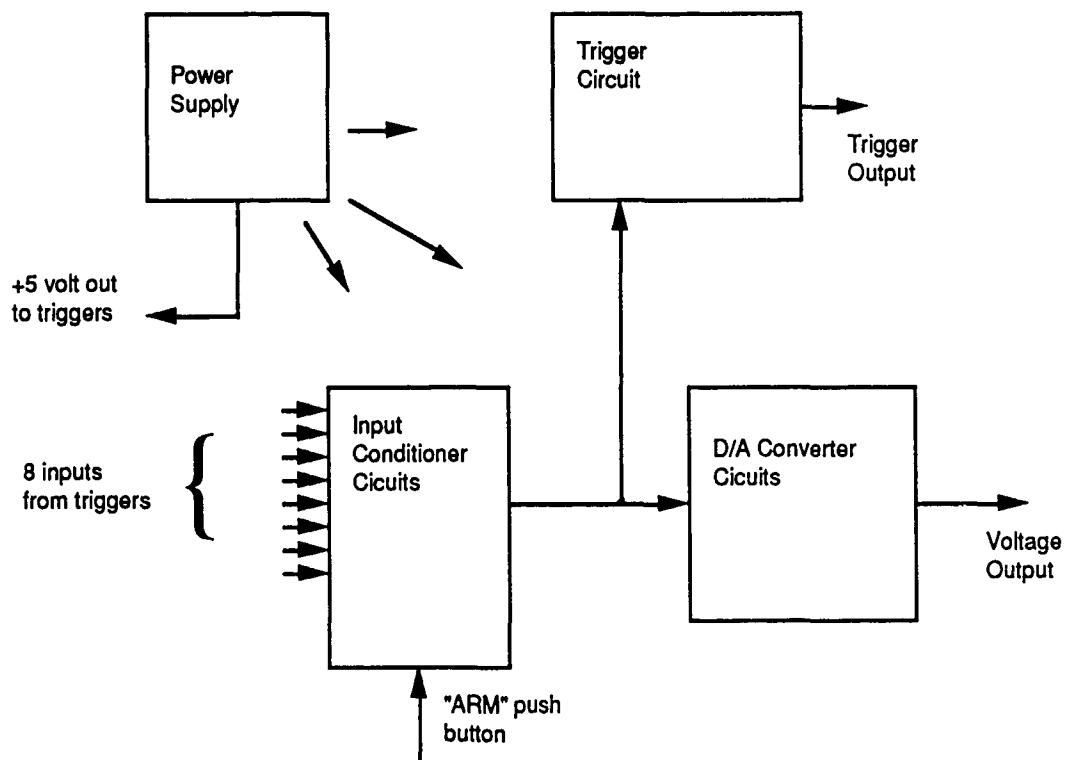 Power
Supply
Trigger
Circuit
Trigger
Output
+5 volt out
to triggers
8 inputs
from triggers
Input
Conditioner
Cicuits
D/A Converter
Cicuits
Voltage
Output
"ARM" push
button